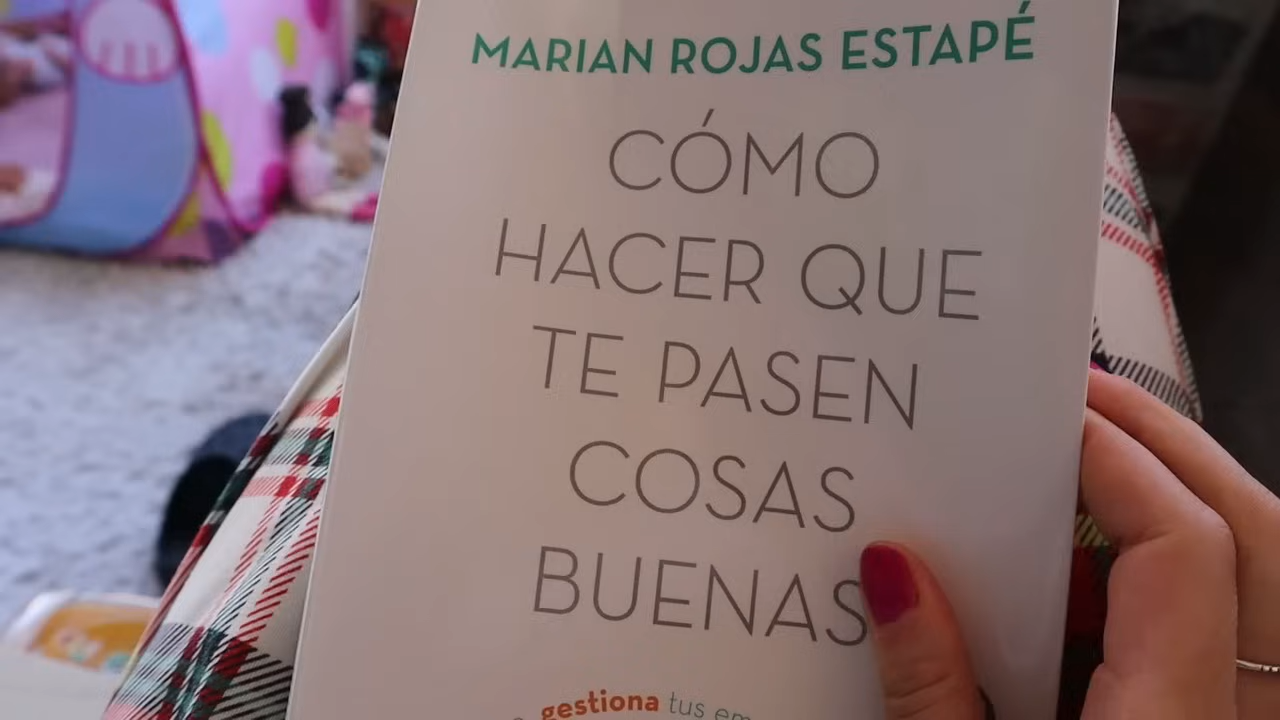 MARIAN ROJAS ESTAPÉ
CÓMO
HACER QUE
TE PASEN
COSAS
BUENAS
gestiona tus